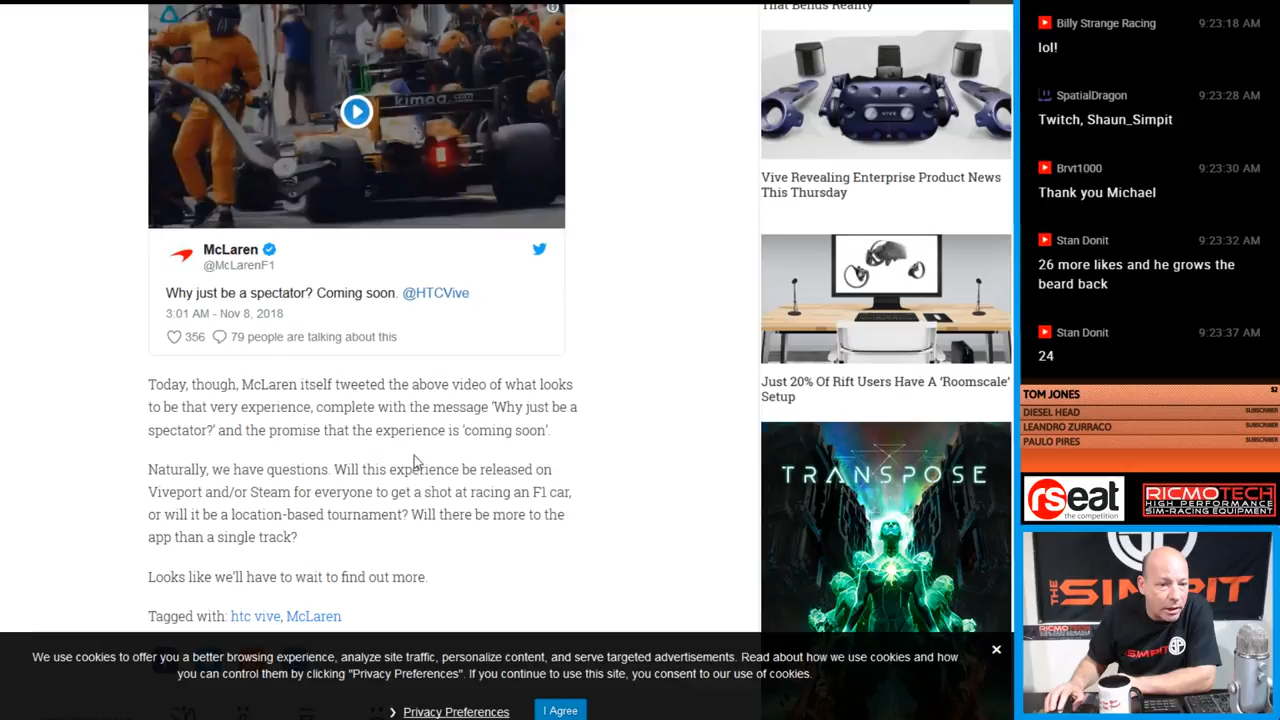 kimoa.com
McLaren
@McLarenF1
Why just be a spectator? Coming soon. @HTCVive
3:01 AM - Nov 8, 2018
356 79 people are talking about this
Today, though, McLaren itself tweeted the above video of what looks
to be that very experience, complete with the message ‘Why just be a
spectator?’ and the promise that the experience is ‘coming soon’.
Naturally, we have questions. Will this experience be released on
Viveport and/or Steam for everyone to get a shot at racing an F1 car,
or will it be a location-based tournament? Will there be more to the
app than a single track?
Looks like we’ll have to wait to find out more.
Tagged with: htc vive, McLaren
That Bends Reality
VIVE
Vive Revealing Enterprise Product News
This Thursday
Just 20% Of Rift Users Have A ‘Roomscale’
Setup
TRANSPOSE
We use cookies to offer you a better browsing experience, analyze site traffic, personalize content, and serve targeted advertisements. Read about how we use cookies and how
you can control them by clicking "Privacy Preferences". If you continue to use this site, you consent to our use of cookies.
Privacy Preferences
I Agree
Billy Strange Racing 9:23:18 AM
lol!
SpatialDragon 9:23:28 AM
Twitch, Shaun_Simpit
Brvt1000 9:23:30 AM
Thank you Michael
Stan Donit 9:23:32 AM
26 more likes and he grows the
beard back
Stan Donit 9:23:37 AM
24
TOM JONES $2
DIESEL HEAD SUBSCRIBER
LEANDRO ZURRACO SUBSCRIBER
PAULO PIRES SUBSCRIBER
rseat
the competition
RICMOTECH
HIGH PERFORMANCE
SIM-RACING EQUIPMENT
THE SIMPIT
RICMOTECH
SIMPIT